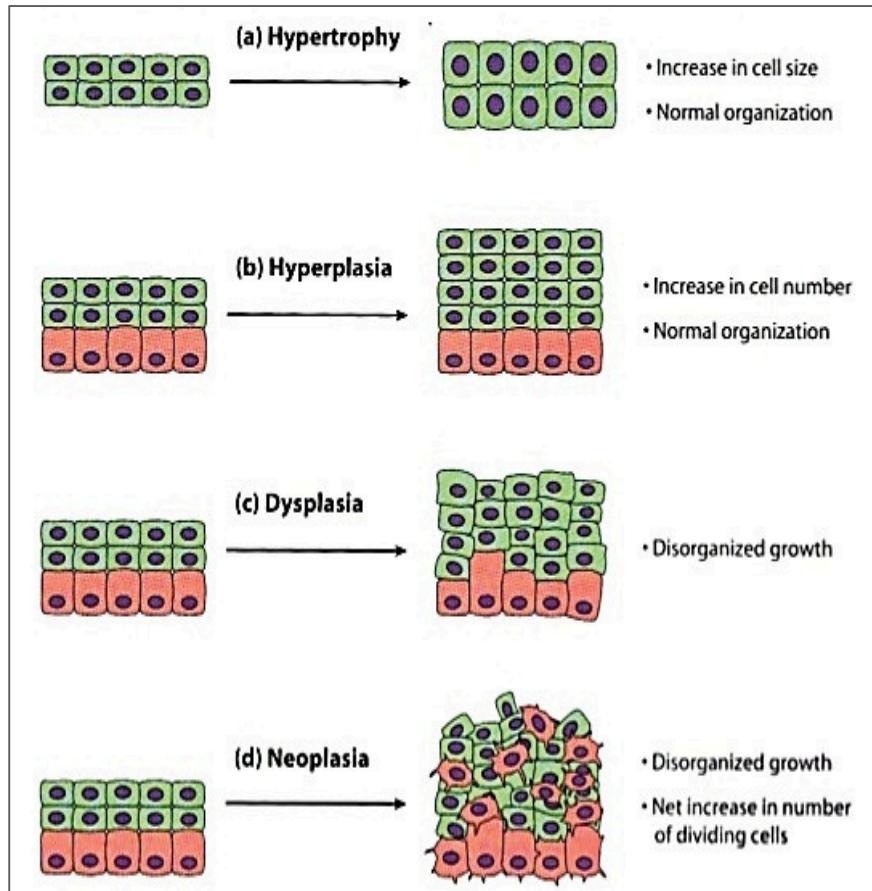 (a) Hypertrophy
• Increase in cell size
• Normal organization
(b) Hyperplasia
• Increase in cell number
• Normal organization
(c) Dysplasia
• Disorganized growth
(d) Neoplasia
• Disorganized growth
• Net increase in number
of dividing cells